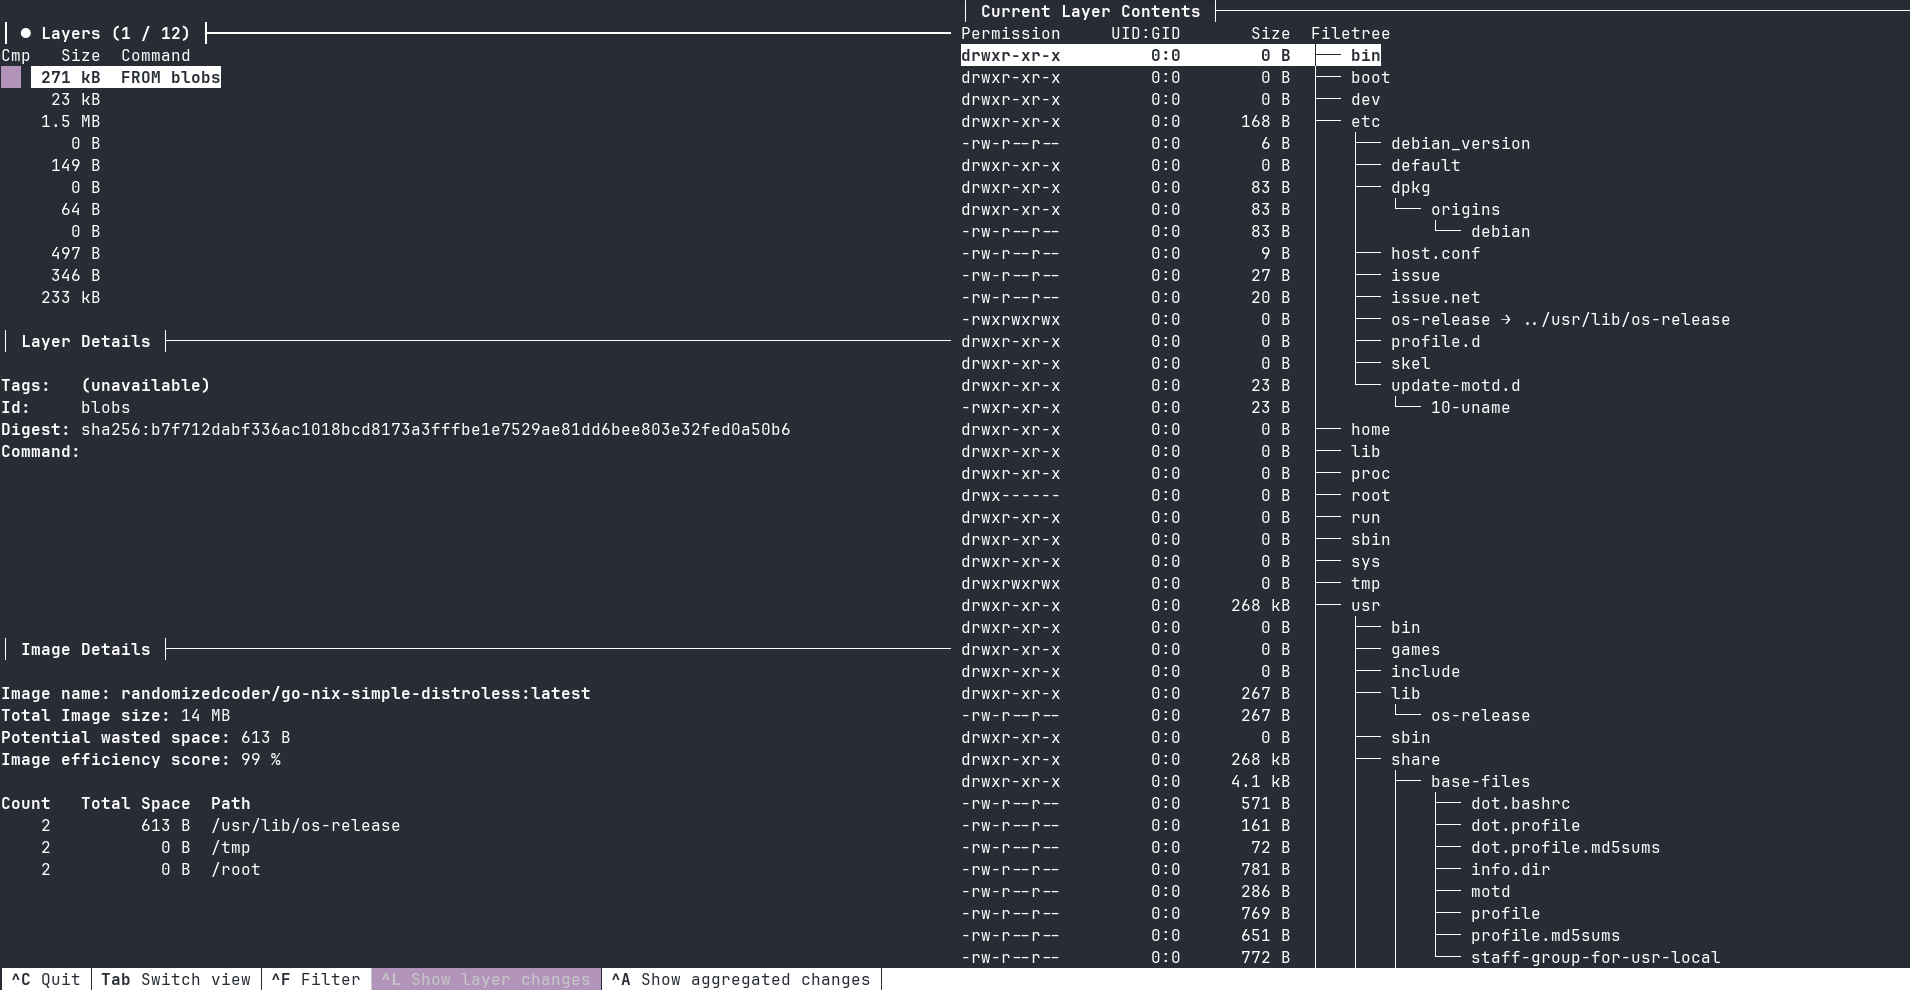 ● Layers (1 / 12)
Cmp Size Command
271 kB FROM blobs
23 kB
1.5 MB
0 B
149 B
0 B
64 B
0 B
497 B
346 B
233 kB
Layer Details
Tags: (unavailable)
Id: blobs
Digest: sha256:b7f712dabf336ac1018bcd8173a3fffbe1e7529ae81dd6bee803e32fed0a50b6
Command:
Image Details
Image name: randomizedcoder/go-nix-simple-distroless:latest
Total Image size: 14 MB
Potential wasted space: 613 B
Image efficiency score: 99 %
Count Total Space Path
2 613 B /usr/lib/os-release
2 0 B /tmp
2 0 B /root
Current Layer Contents
Permission UID:GID Size Filetree
drwxr-xr-x 0:0 0 B ├── bin
drwxr-xr-x 0:0 0 B ├── boot
drwxr-xr-x 0:0 0 B ├── dev
drwxr-xr-x 0:0 168 B ├── etc
-rw-r--r-- 0:0 6 B │ ├── debian_version
drwxr-xr-x 0:0 0 B │ ├── default
drwxr-xr-x 0:0 83 B │ ├── dpkg
drwxr-xr-x 0:0 83 B │ │ └── origins
-rw-r--r-- 0:0 83 B │ │ └── debian
-rw-r--r-- 0:0 9 B │ ├── host.conf
-rw-r--r-- 0:0 27 B │ ├── issue
-rw-r--r-- 0:0 20 B │ ├── issue.net
-rwxrwxrwx 0:0 0 B │ ├── os-release → ../usr/lib/os-release
drwxr-xr-x 0:0 0 B │ ├── profile.d
drwxr-xr-x 0:0 0 B │ ├── skel
drwxr-xr-x 0:0 23 B │ └── update-motd.d
-rwxr-xr-x 0:0 23 B │ └── 10-uname
drwxr-xr-x 0:0 0 B ├── home
drwxr-xr-x 0:0 0 B ├── lib
drwxr-xr-x 0:0 0 B ├── proc
drwx------ 0:0 0 B ├── root
drwxr-xr-x 0:0 0 B ├── run
drwxr-xr-x 0:0 0 B ├── sbin
drwxr-xr-x 0:0 0 B ├── sys
drwxrwxrwx 0:0 0 B ├── tmp
drwxr-xr-x 0:0 268 kB ├── usr
drwxr-xr-x 0:0 0 B │ ├── bin
drwxr-xr-x 0:0 0 B │ ├── games
drwxr-xr-x 0:0 0 B │ ├── include
drwxr-xr-x 0:0 267 B │ ├── lib
-rw-r--r-- 0:0 267 B │ │ └── os-release
drwxr-xr-x 0:0 0 B │ ├── sbin
drwxr-xr-x 0:0 268 kB │ ├── share
drwxr-xr-x 0:0 4.1 kB │ │ ├── base-files
-rw-r--r-- 0:0 571 B │ │ │ ├── dot.bashrc
-rw-r--r-- 0:0 161 B │ │ │ ├── dot.profile
-rw-r--r-- 0:0 72 B │ │ │ ├── dot.profile.md5sums
-rw-r--r-- 0:0 781 B │ │ │ ├── info.dir
-rw-r--r-- 0:0 286 B │ │ │ ├── motd
-rw-r--r-- 0:0 769 B │ │ │ ├── profile
-rw-r--r-- 0:0 651 B │ │ │ ├── profile.md5sums
-rw-r--r-- 0:0 772 B │ │ │ └── staff-group-for-usr-local
^C Quit Tab Switch view ^F Filter ^L Show layer changes ^A Show aggregated changes